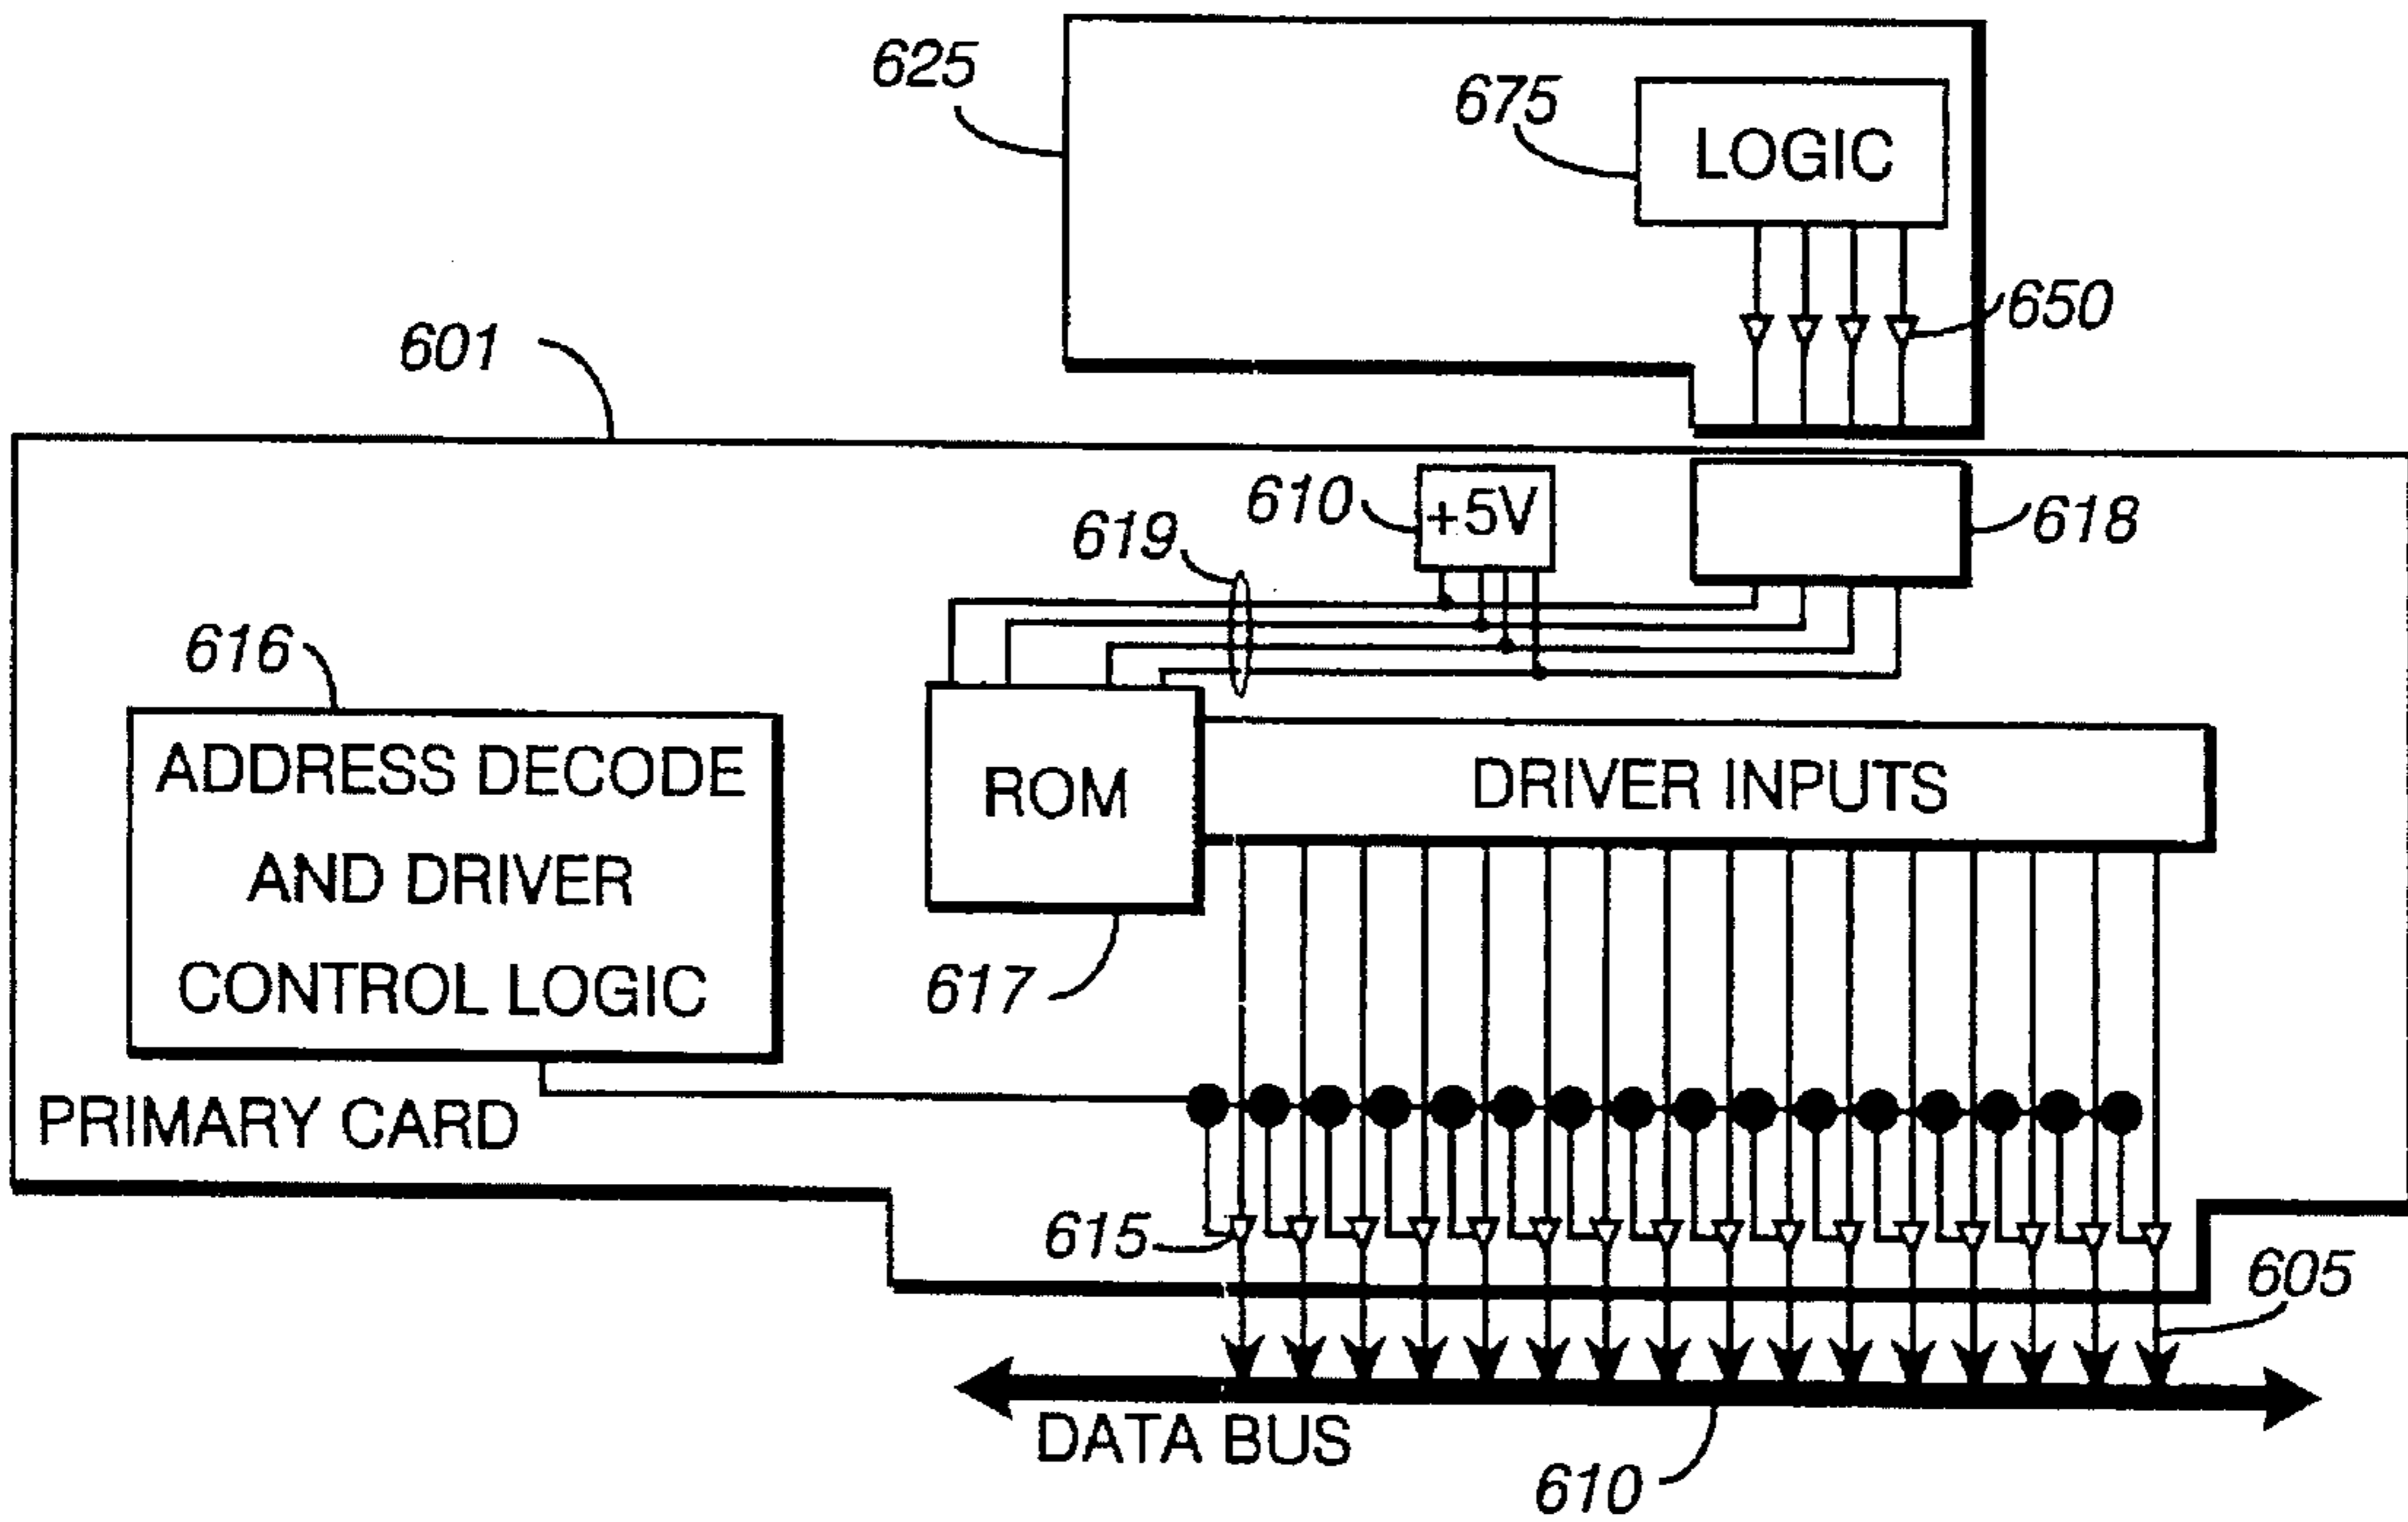 625
675
LOGIC
650
601
610
+5V
618
619
616
ADDRESS DECODE
AND DRIVER
CONTROL LOGIC
ROM
DRIVER INPUTS
617
PRIMARY CARD
615
605
DATA BUS
610